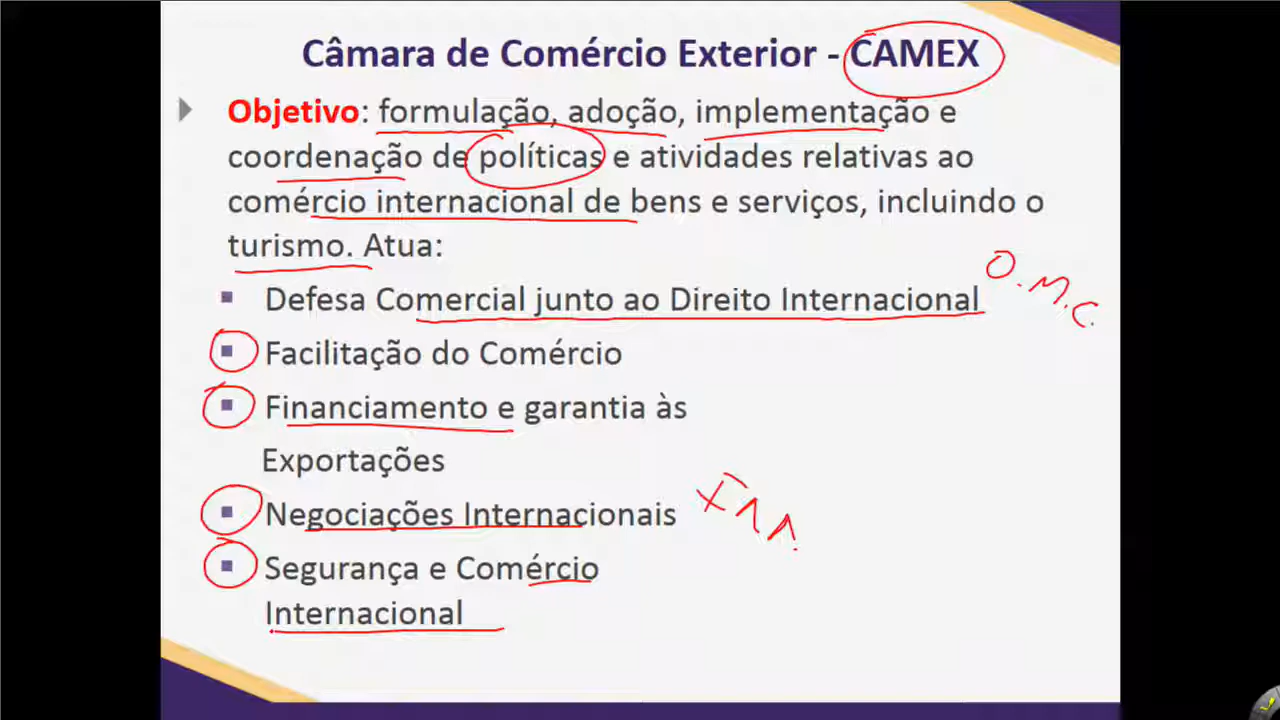 Câmara de Comércio Exterior - CAMEX
Objetivo: formulação, adoção, implementação e
coordenação de políticas e atividades relativas ao
comércio internacional de bens e serviços, incluindo o
turismo. Atua:
Defesa Comercial junto ao Direito Internacional
O.M.C.
Facilitação do Comércio
Financiamento e garantia às
Exportações
Negociações Internacionais
Segurança e Comércio
Internacional